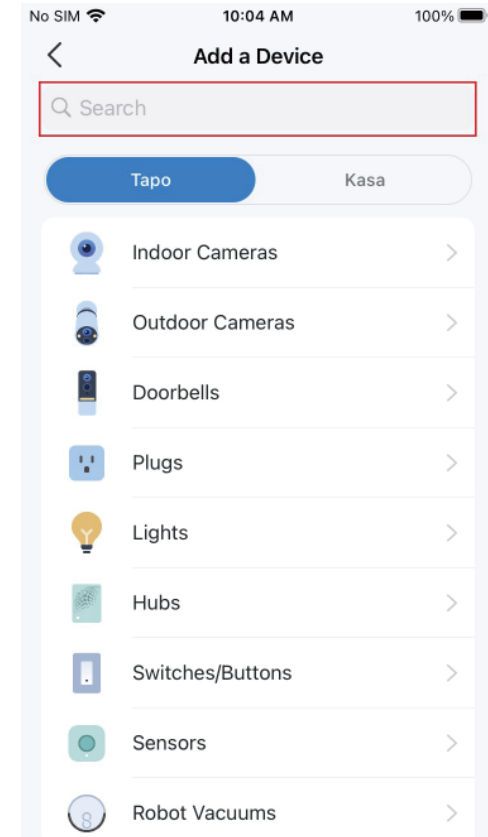 No SIM 10:04 AM 100%
Add a Device
Search
Tapo Kasa
Indoor Cameras
Outdoor Cameras
Doorbells
Plugs
Lights
Hubs
Switches/Buttons
Sensors
8 Robot Vacuums